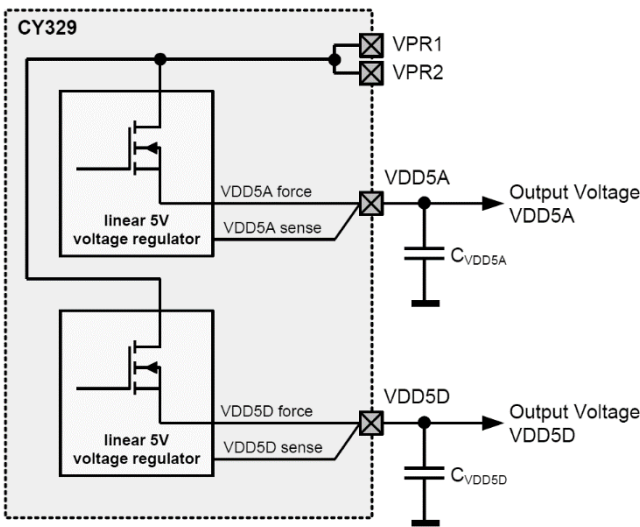 CY329
VPR1
VPR2
VDD5A
Output Voltage
VDD5A
VDD5A force
VDD5A sense
linear 5V
voltage regulator
CVDD5A
VDD5D
Output Voltage
VDD5D
VDD5D force
VDD5D sense
linear 5V
voltage regulator
CVDD5D